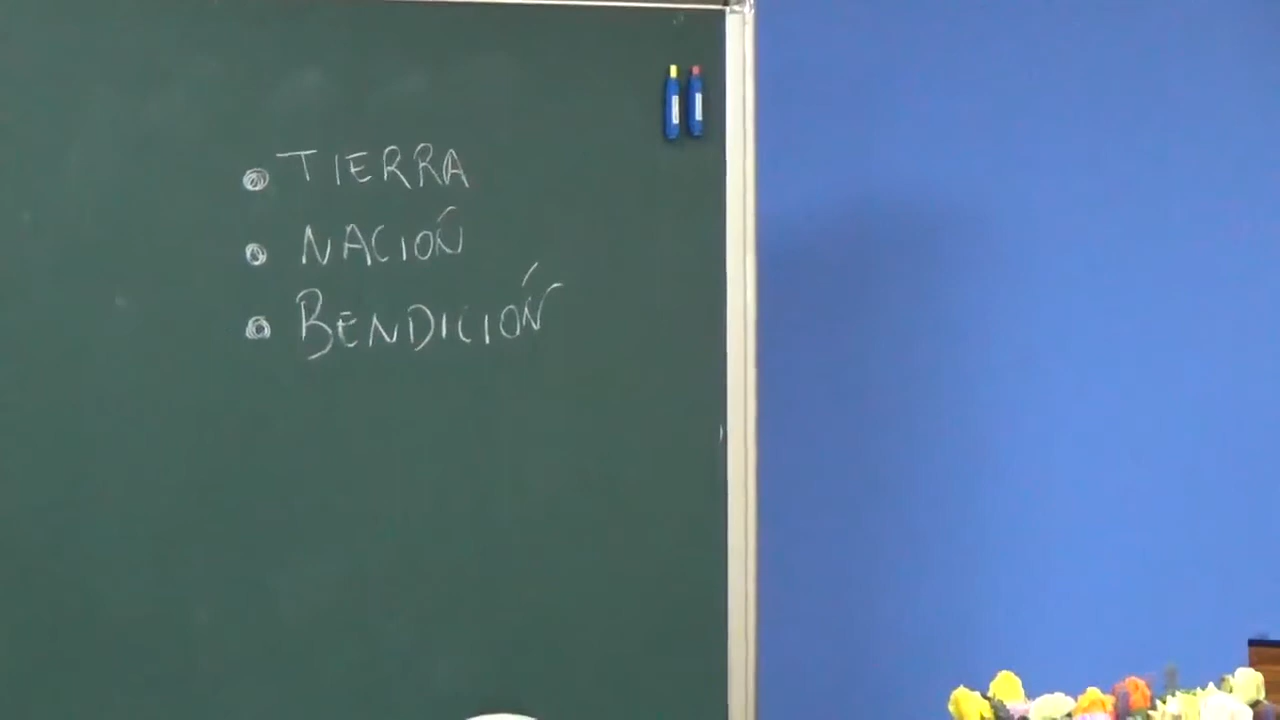 • TIERRA
• NACIÓN
• BENDICIÓN